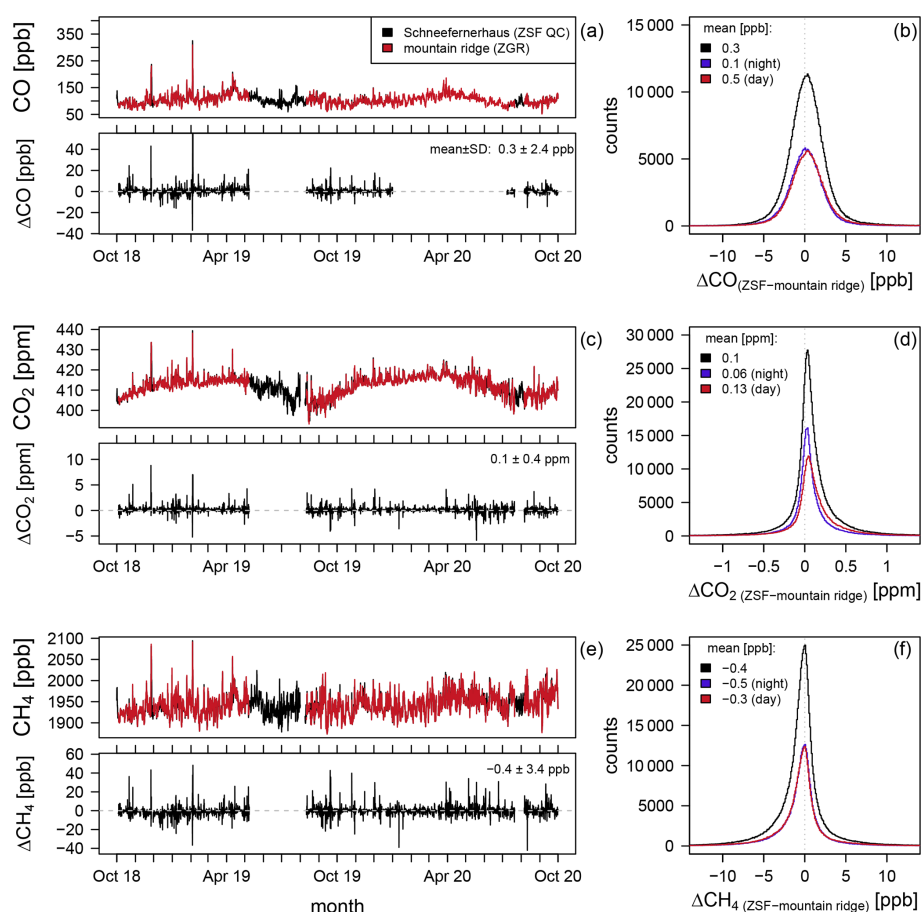 CO [ppb]
350
250
150
50
Schneefernerhaus (ZSF QC)
mountain ridge (ZGR)
(a)
ΔCO [ppb]
40
20
0
−20
−40
mean±SD: 0.3 ± 2.4 ppb
Oct 18
Apr 19
Oct 19
Apr 20
Oct 20
(b)
counts
15 000
10 000
5000
0
mean [ppb]:
0.3
0.1 (night)
0.5 (day)
−10
−5
0
5
10
ΔCO(ZSF−mountain ridge) [ppb]
CO2 [ppm]
440
430
420
410
400
(c)
ΔCO2 [ppm]
10
5
0
−5
0.1 ± 0.4 ppm
Oct 18
Apr 19
Oct 19
Apr 20
Oct 20
(d)
counts
30 000
25 000
20 000
15 000
10 000
5000
0
mean [ppm]:
0.1
0.06 (night)
0.13 (day)
−1
−0.5
0
0.5
1
ΔCO2 (ZSF−mountain ridge) [ppm]
CH4 [ppb]
2100
2050
2000
1950
1900
(e)
ΔCH4 [ppb]
60
40
20
0
−20
−40
−0.4 ± 3.4 ppb
Oct 18
Apr 19
Oct 19
Apr 20
Oct 20
month
(f)
counts
25 000
20 000
15 000
10 000
5000
0
mean [ppb]:
−0.4
−0.5 (night)
−0.3 (day)
−10
−5
0
5
10
ΔCH4 (ZSF−mountain ridge) [ppb]